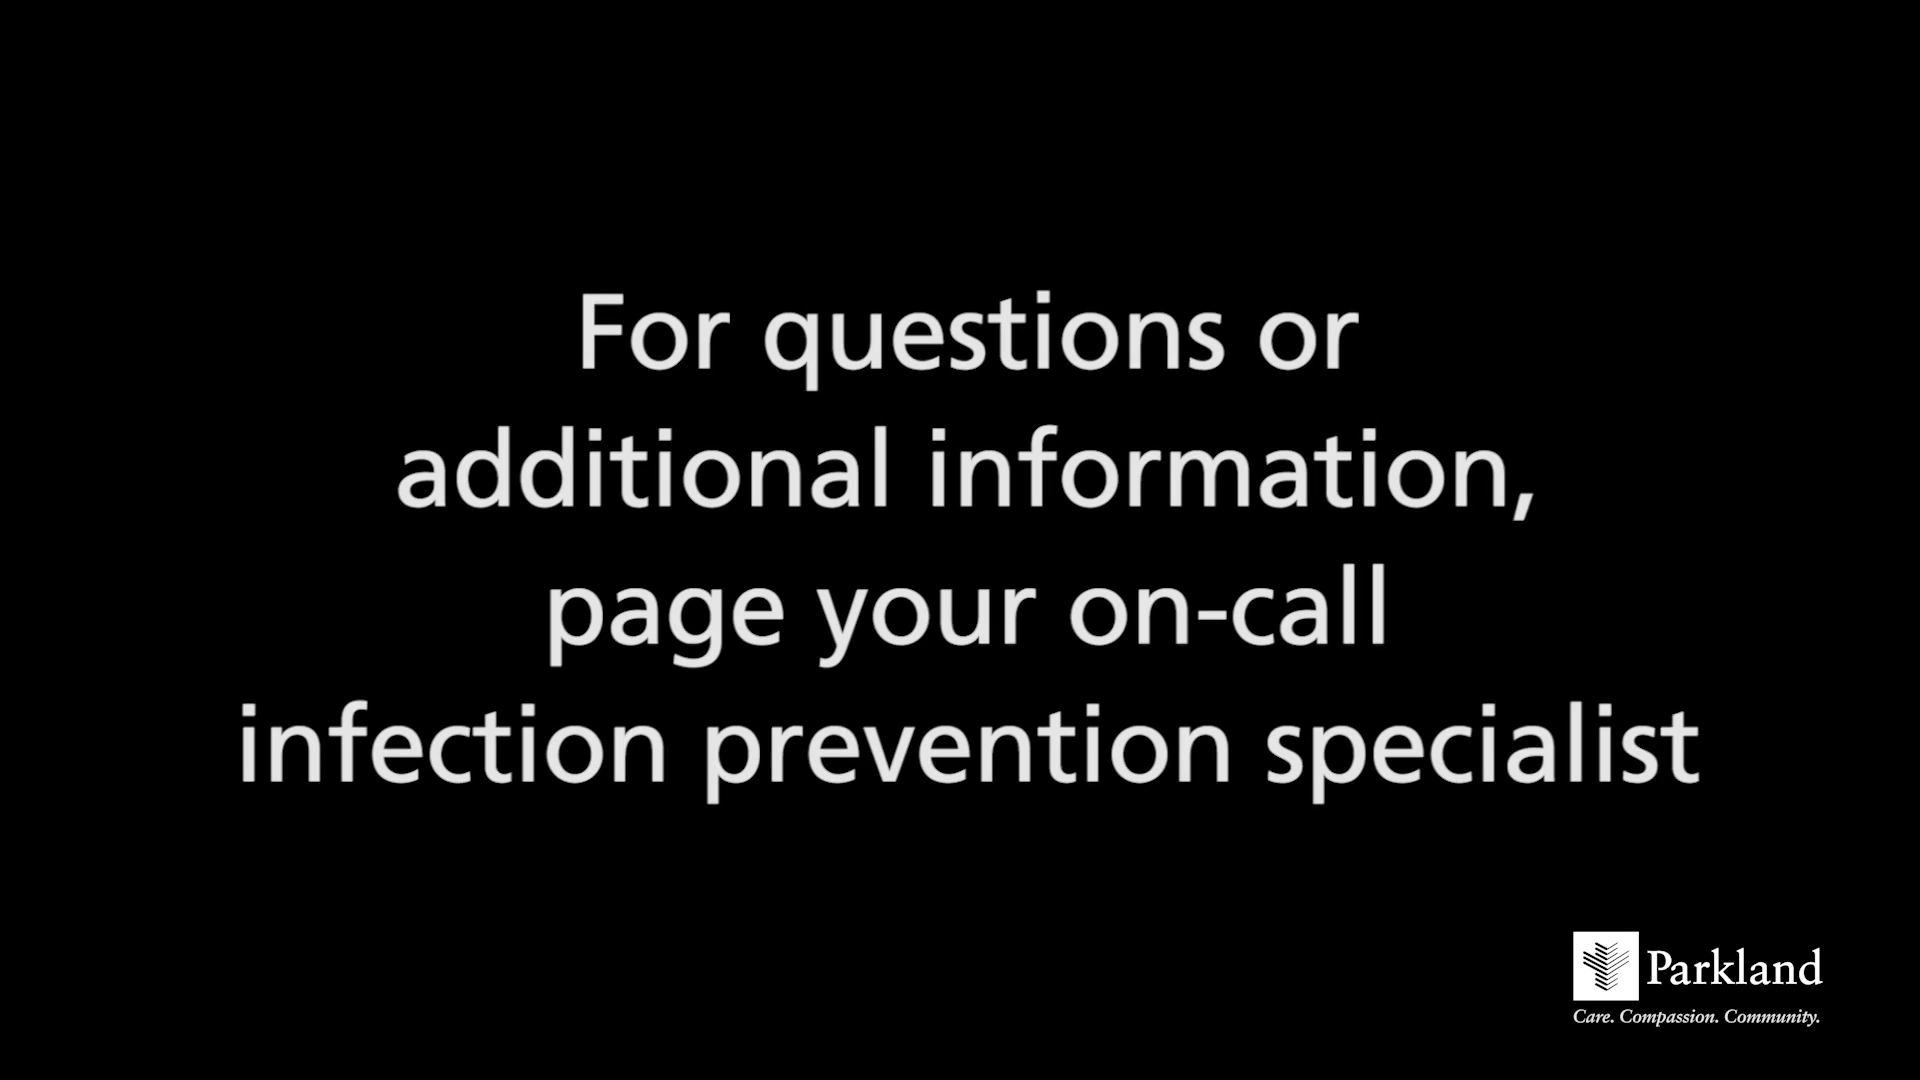 For questions or
additional information,
page your on-call
infection prevention specialist
Parkland
Care. Compassion. Community.